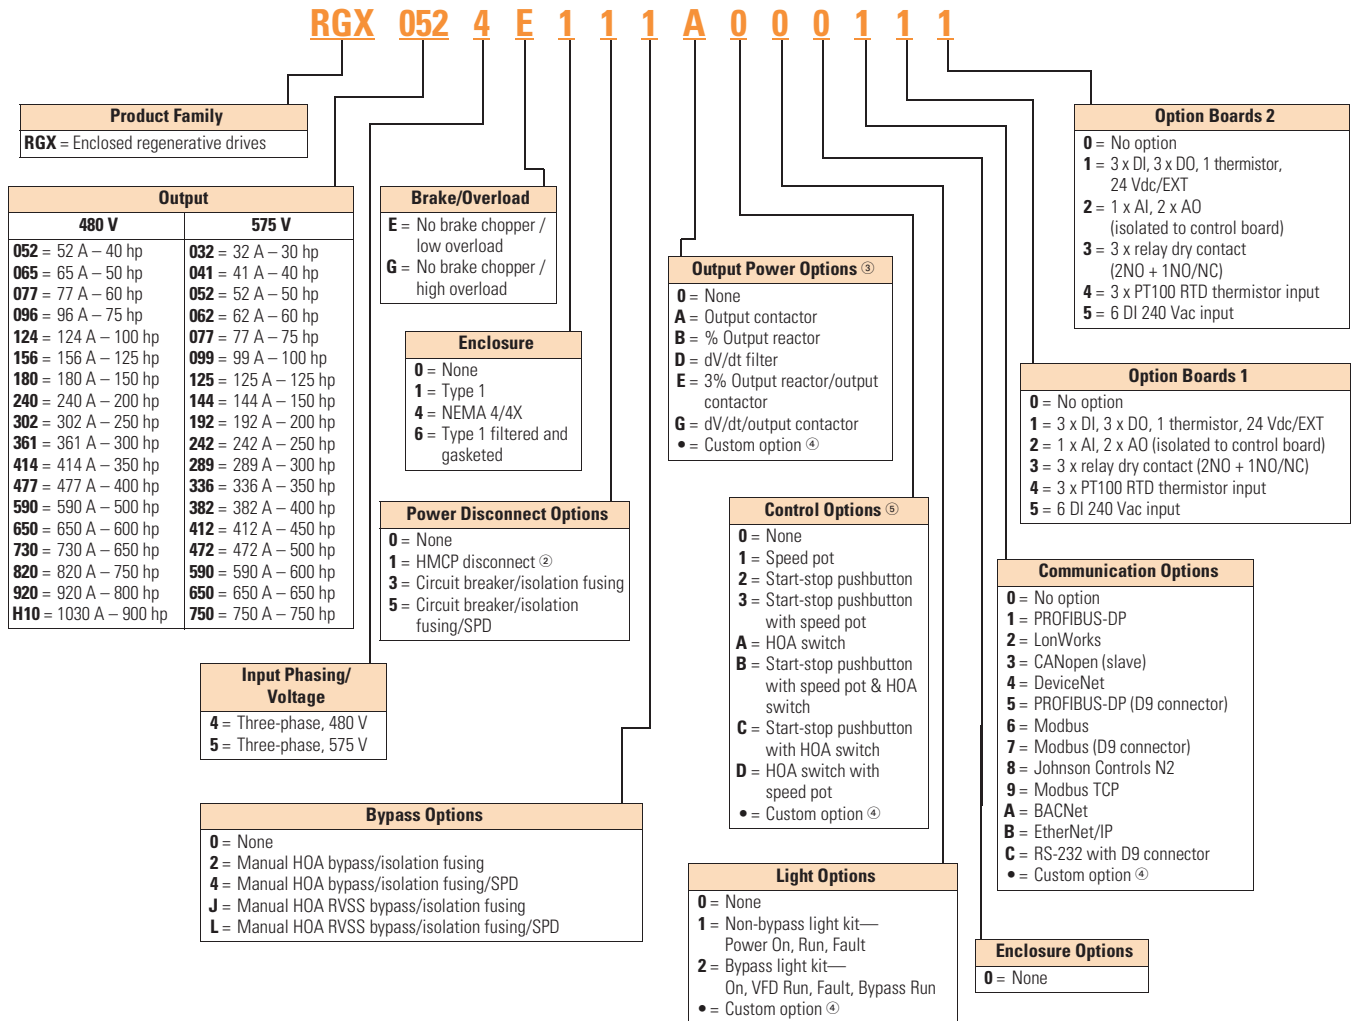 RGX 052 4 E 1 1 1 A 0 0 0 1 1 1
Product Family
RGX = Enclosed regenerative drives
Output
480 V
052 = 52 A – 40 hp
065 = 65 A – 50 hp
077 = 77 A – 60 hp
096 = 96 A – 75 hp
124 = 124 A – 100 hp
156 = 156 A – 125 hp
180 = 180 A – 150 hp
240 = 240 A – 200 hp
302 = 302 A – 250 hp
361 = 361 A – 300 hp
414 = 414 A – 350 hp
477 = 477 A – 400 hp
590 = 590 A – 500 hp
650 = 650 A – 600 hp
730 = 730 A – 650 hp
820 = 820 A – 750 hp
920 = 920 A – 800 hp
H10 = 1030 A – 900 hp
575 V
032 = 32 A – 30 hp
041 = 41 A – 40 hp
052 = 52 A – 50 hp
062 = 62 A – 60 hp
077 = 77 A – 75 hp
099 = 99 A – 100 hp
125 = 125 A – 125 hp
144 = 144 A – 150 hp
192 = 192 A – 200 hp
242 = 242 A – 250 hp
289 = 289 A – 300 hp
336 = 336 A – 350 hp
382 = 382 A – 400 hp
412 = 412 A – 450 hp
472 = 472 A – 500 hp
590 = 590 A – 600 hp
650 = 650 A – 650 hp
750 = 750 A – 750 hp
Input Phasing/
Voltage
4 = Three-phase, 480 V
5 = Three-phase, 575 V
Brake/Overload
E = No brake chopper /
low overload
G = No brake chopper /
high overload
Enclosure
0 = None
1 = Type 1
4 = NEMA 4/4X
6 = Type 1 filtered and
gasketed
Power Disconnect Options
0 = None
1 = HMCP disconnect ②
3 = Circuit breaker/isolation fusing
5 = Circuit breaker/isolation
fusing/SPD
Bypass Options
0 = None
2 = Manual HOA bypass/isolation fusing
4 = Manual HOA bypass/isolation fusing/SPD
J = Manual HOA RVSS bypass/isolation fusing
L = Manual HOA RVSS bypass/isolation fusing/SPD
Output Power Options ③
0 = None
A = Output contactor
B = % Output reactor
D = dV/dt filter
E = 3% Output reactor/output
contactor
G = dV/dt/output contactor
• = Custom option ④
Control Options ⑤
0 = None
1 = Speed pot
2 = Start-stop pushbutton
3 = Start-stop pushbutton
with speed pot
A = HOA switch
B = Start-stop pushbutton
with speed pot & HOA
switch
C = Start-stop pushbutton
with HOA switch
D = HOA switch with
speed pot
• = Custom option ④
Light Options
0 = None
1 = Non-bypass light kit—
Power On, Run, Fault
2 = Bypass light kit—
On, VFD Run, Fault, Bypass Run
• = Custom option ④
Enclosure Options
0 = None
Communication Options
0 = No option
1 = PROFIBUS-DP
2 = LonWorks
3 = CANopen (slave)
4 = DeviceNet
5 = PROFIBUS-DP (D9 connector)
6 = Modbus
7 = Modbus (D9 connector)
8 = Johnson Controls N2
9 = Modbus TCP
A = BACNet
B = EtherNet/IP
C = RS-232 with D9 connector
• = Custom option ④
Option Boards 1
0 = No option
1 = 3 x DI, 3 x DO, 1 thermistor, 24 Vdc/EXT
2 = 1 x AI, 2 x AO (isolated to control board)
3 = 3 x relay dry contact (2NO + 1NO/NC)
4 = 3 x PT100 RTD thermistor input
5 = 6 DI 240 Vac input
Option Boards 2
0 = No option
1 = 3 x DI, 3 x DO, 1 thermistor,
24 Vdc/EXT
2 = 1 x AI, 2 x AO
(isolated to control board)
3 = 3 x relay dry contact
(2NO + 1NO/NC)
4 = 3 x PT100 RTD thermistor input
5 = 6 DI 240 Vac input